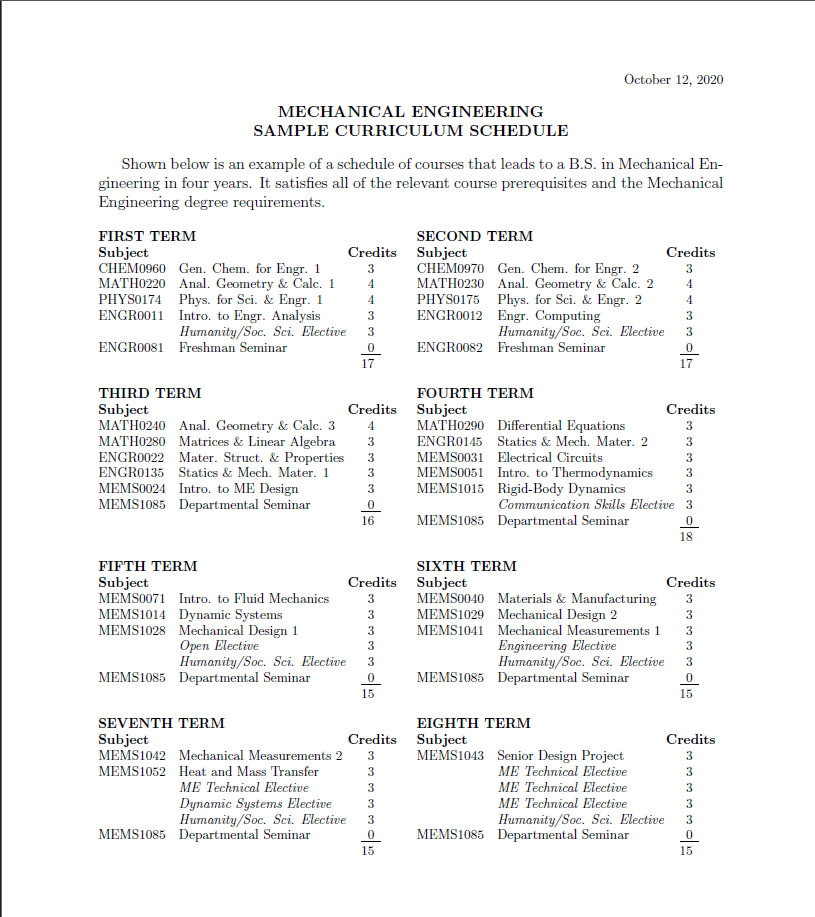 October 12, 2020
MECHANICAL ENGINEERING
SAMPLE CURRICULUM SCHEDULE
Shown below is an example of a schedule of courses that leads to a B.S. in Mechanical En-
gineering in four years. It satisfies all of the relevant course prerequisites and the Mechanical
Engineering degree requirements.
FIRST TERM
Subject Credits
CHEM0960 Gen. Chem. for Engr. 1 3
MATH0220 Anal. Geometry & Calc. 1 4
PHYS0174 Phys. for Sci. & Engr. 1 4
ENGR0011 Intro. to Engr. Analysis 3
Humanity/Soc. Sci. Elective 3
ENGR0081 Freshman Seminar 0
17
SECOND TERM
Subject Credits
CHEM0970 Gen. Chem. for Engr. 2 3
MATH0230 Anal. Geometry & Calc. 2 4
PHYS0175 Phys. for Sci. & Engr. 2 4
ENGR0012 Engr. Computing 3
Humanity/Soc. Sci. Elective 3
ENGR0082 Freshman Seminar 0
17
THIRD TERM
Subject Credits
MATH0240 Anal. Geometry & Calc. 3 4
MATH0280 Matrices & Linear Algebra 3
ENGR0022 Mater. Struct. & Properties 3
ENGR0135 Statics & Mech. Mater. 1 3
MEMS0024 Intro. to ME Design 3
MEMS1085 Departmental Seminar 0
16
FOURTH TERM
Subject Credits
MATH0290 Differential Equations 3
ENGR0145 Statics & Mech. Mater. 2 3
MEMS0031 Electrical Circuits 3
MEMS0051 Intro. to Thermodynamics 3
MEMS1015 Rigid-Body Dynamics 3
Communication Skills Elective 3
MEMS1085 Departmental Seminar 0
18
FIFTH TERM
Subject Credits
MEMS0071 Intro. to Fluid Mechanics 3
MEMS1014 Dynamic Systems 3
MEMS1028 Mechanical Design 1 3
Open Elective 3
Humanity/Soc. Sci. Elective 3
MEMS1085 Departmental Seminar 0
15
SIXTH TERM
Subject Credits
MEMS0040 Materials & Manufacturing 3
MEMS1029 Mechanical Design 2 3
MEMS1041 Mechanical Measurements 1 3
Engineering Elective 3
Humanity/Soc. Sci. Elective 3
MEMS1085 Departmental Seminar 0
15
SEVENTH TERM
Subject Credits
MEMS1042 Mechanical Measurements 2 3
MEMS1052 Heat and Mass Transfer 3
ME Technical Elective 3
Dynamic Systems Elective 3
Humanity/Soc. Sci. Elective 3
MEMS1085 Departmental Seminar 0
15
EIGHTH TERM
Subject Credits
MEMS1043 Senior Design Project 3
ME Technical Elective 3
ME Technical Elective 3
ME Technical Elective 3
Humanity/Soc. Sci. Elective 3
MEMS1085 Departmental Seminar 0
15